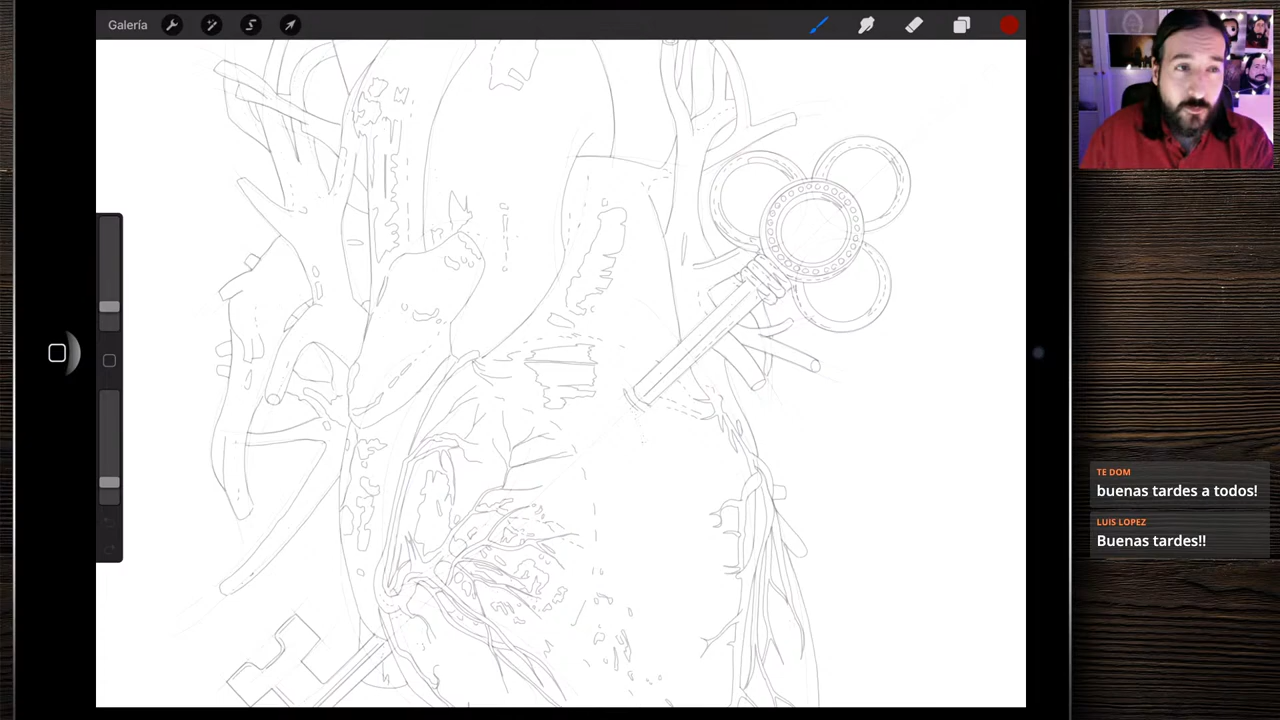 Galería
TE DOM
buenas tardes a todos!
LUIS LOPEZ
Buenas tardes!!